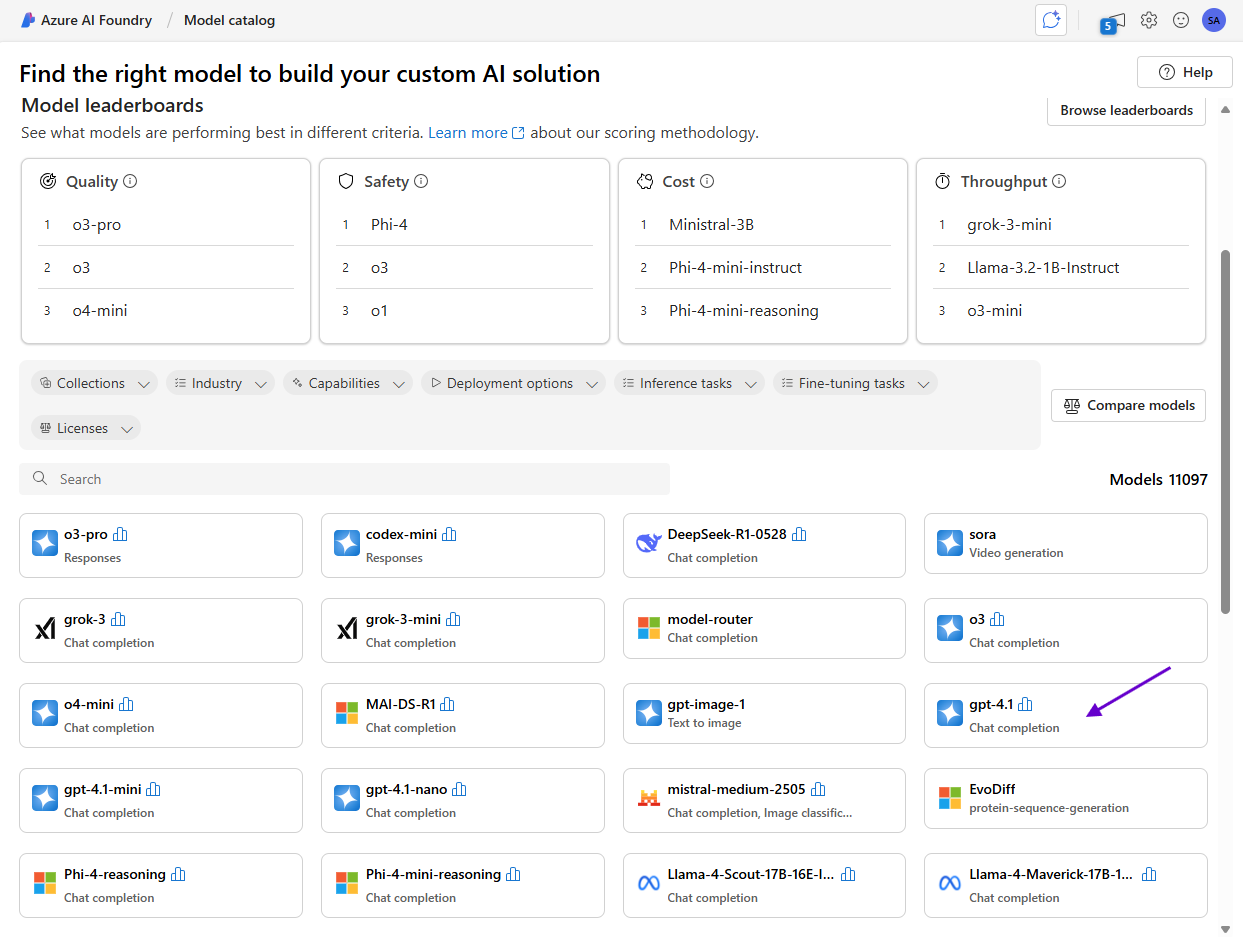 Azure AI Foundry / Model catalog
5
SA
Find the right model to build your custom AI solution
Help
Model leaderboards
Browse leaderboards
See what models are performing best in different criteria. Learn more about our scoring methodology.
Quality
1 o3-pro
2 o3
3 o4-mini
Safety
1 Phi-4
2 o3
3 o1
Cost
1 Ministral-3B
2 Phi-4-mini-instruct
3 Phi-4-mini-reasoning
Throughput
1 grok-3-mini
2 Llama-3.2-1B-Instruct
3 o3-mini
Collections Industry Capabilities Deployment options Inference tasks Fine-tuning tasks
Licenses
Compare models
Search
Models 11097
o3-pro
Responses
codex-mini
Responses
DeepSeek-R1-0528
Chat completion
sora
Video generation
grok-3
Chat completion
grok-3-mini
Chat completion
model-router
Chat completion
o3
Chat completion
o4-mini
Chat completion
MAI-DS-R1
Chat completion
gpt-image-1
Text to image
gpt-4.1
Chat completion
gpt-4.1-mini
Chat completion
gpt-4.1-nano
Chat completion
mistral-medium-2505
Chat completion, Image classific...
EvoDiff
protein-sequence-generation
Phi-4-reasoning
Chat completion
Phi-4-mini-reasoning
Chat completion
Llama-4-Scout-17B-16E-I...
Chat completion
Llama-4-Maverick-17B-1...
Chat completion